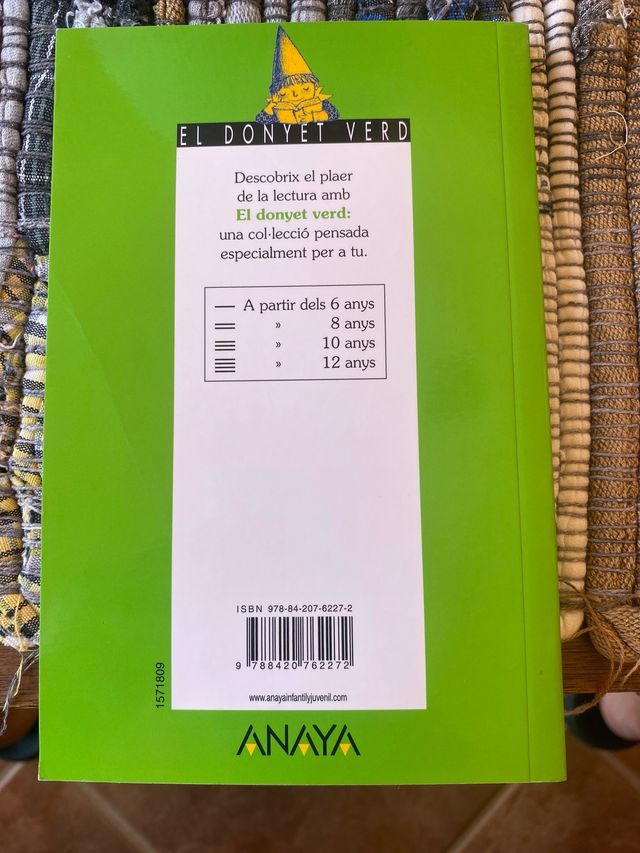 EL DONYET VERD
Descobrix el plaer
de la lectura amb
El donyet verd:
una col·lecció pensada
especialment per a tu.
A partir dels 6 anys
» 8 anys
» 10 anys
» 12 anys
ISBN 978-84-207-6227-2
9 788420 762272
www.anayainfantilyjuvenil.com
1571809
ANAYA